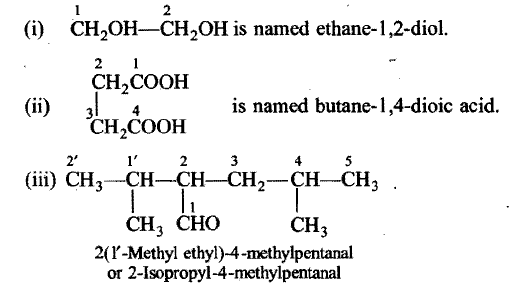 1 2
(i) CH₂OH—CH₂OH is named ethane-1,2-diol.
2 1
CH₂COOH
(ii) | is named butane-1,4-dioic acid.
3 4
CH₂COOH
2′ 1′ 2 3 4 5
(iii) CH₃—CH—CH—CH₂—CH—CH₃ .
| |1 |
CH₃ CHO CH₃
2(1′-Methyl ethyl)-4-methylpentanal
or 2-Isopropyl-4-methylpentanal